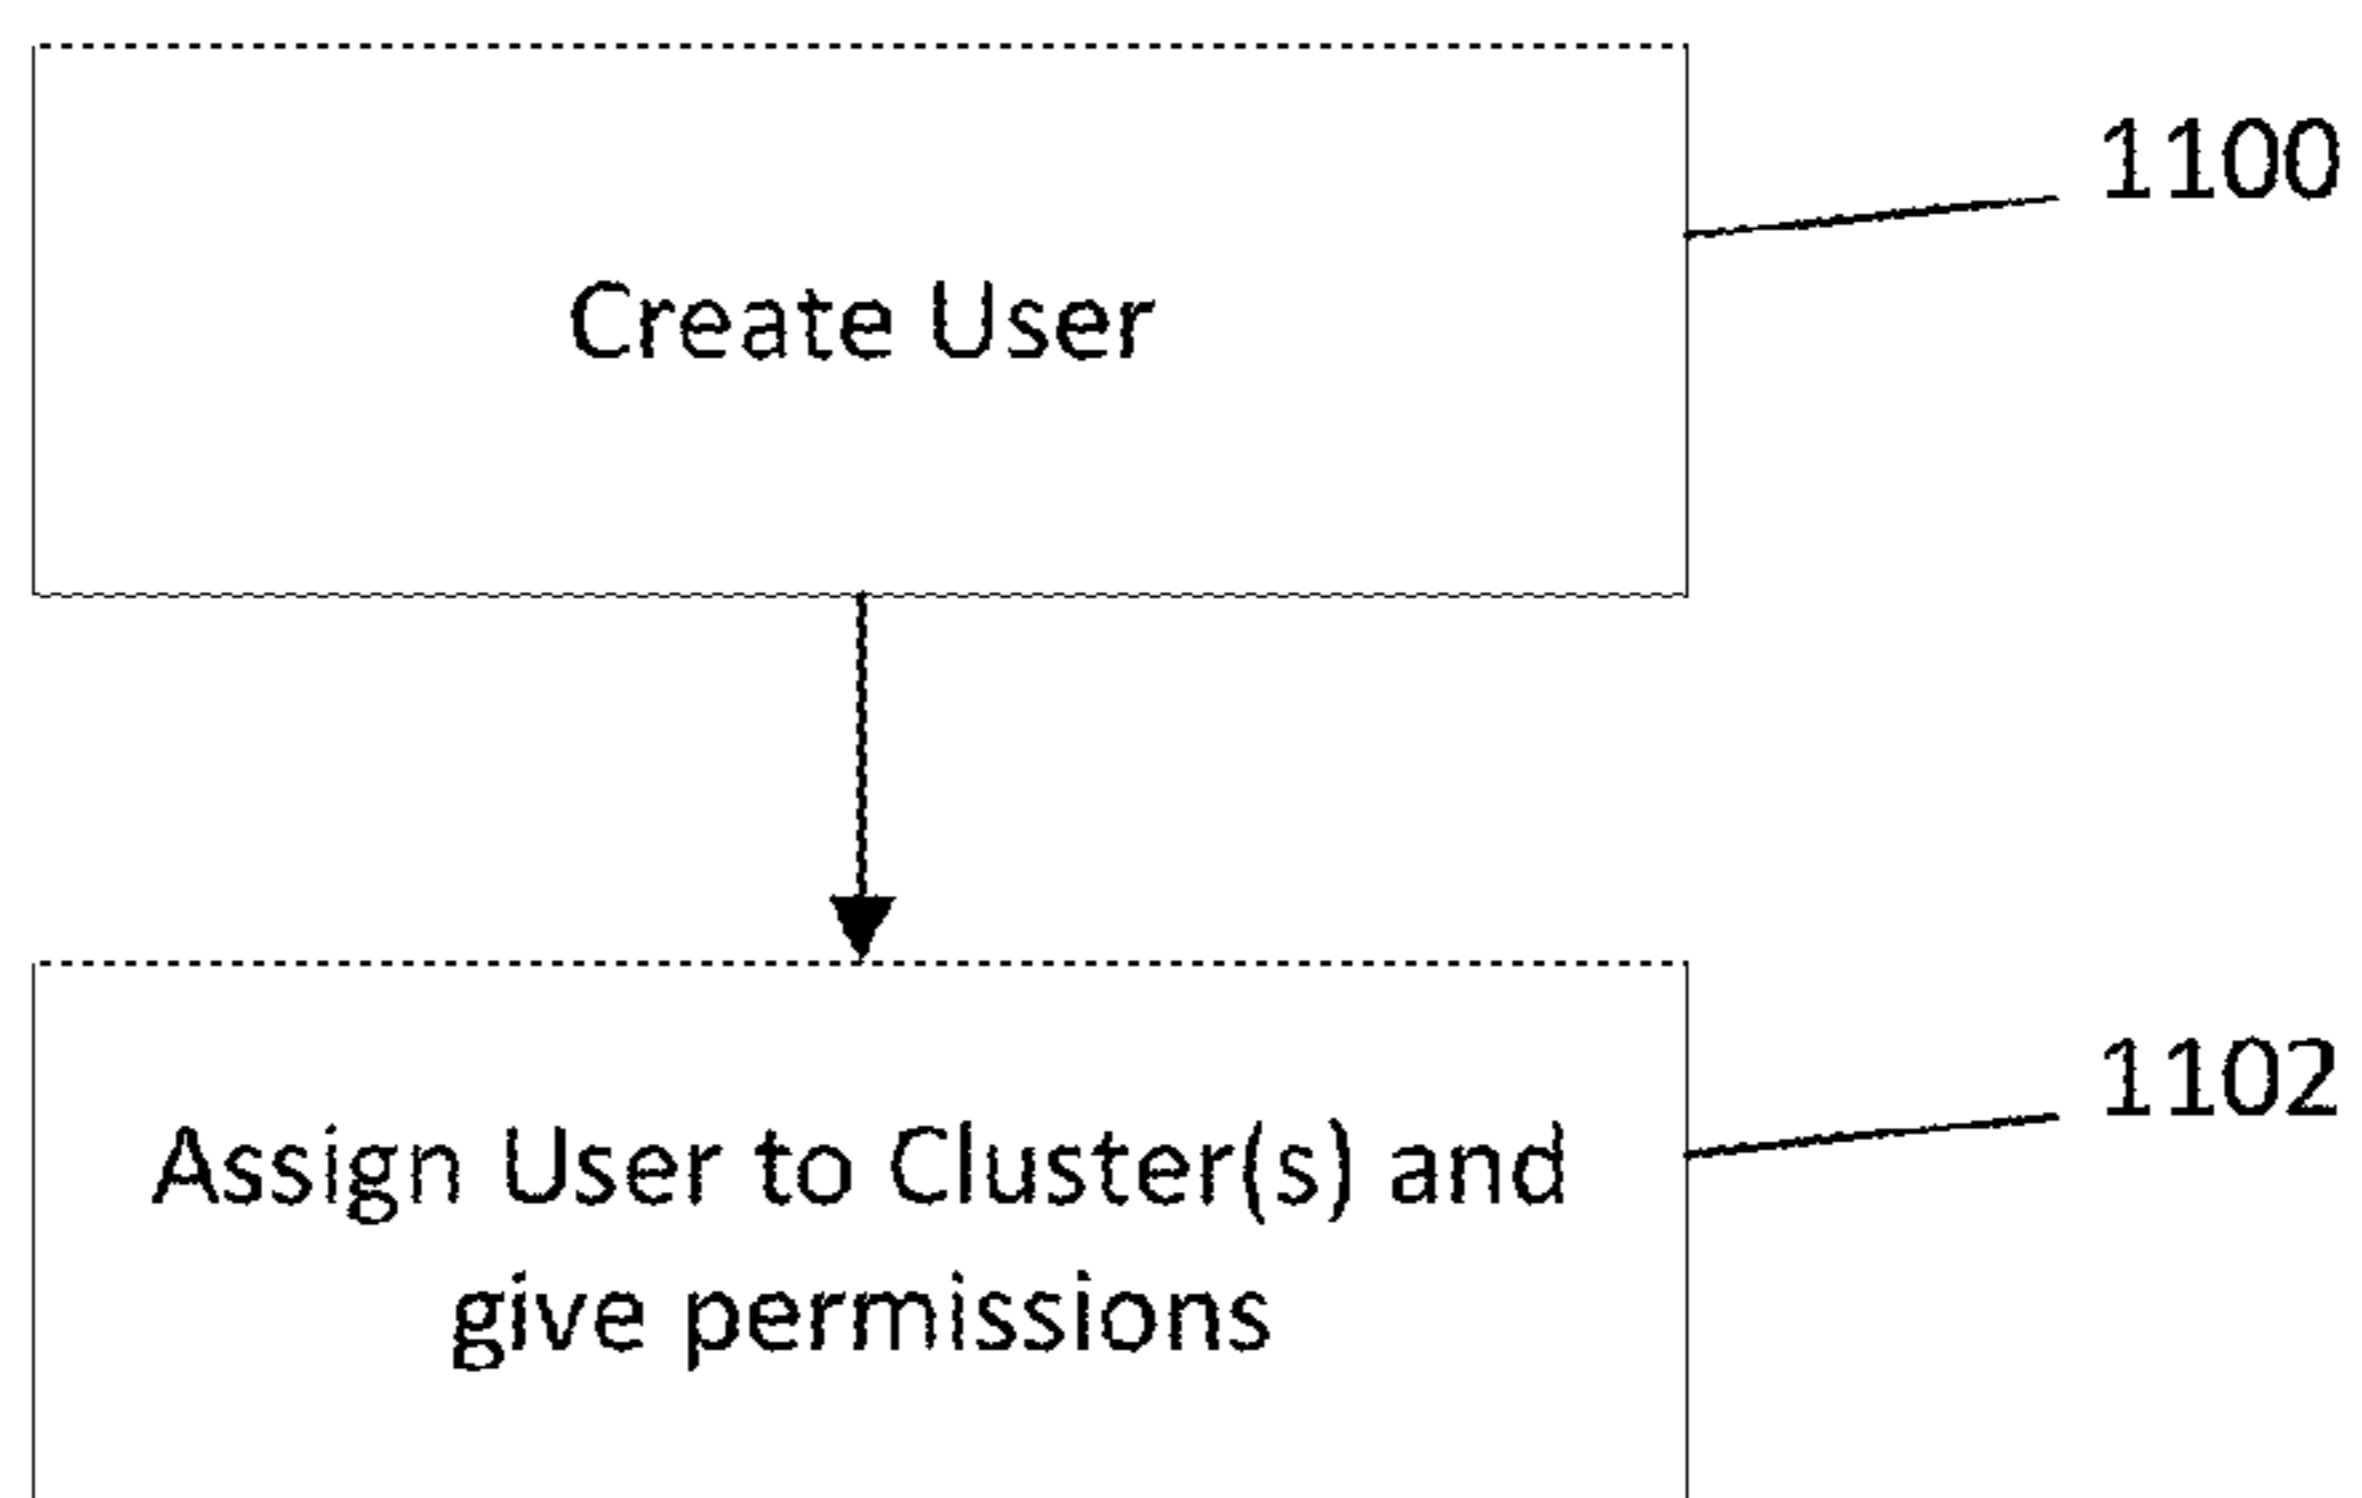 1100
Create User
1102
Assign User to Cluster(s) and
give permissions